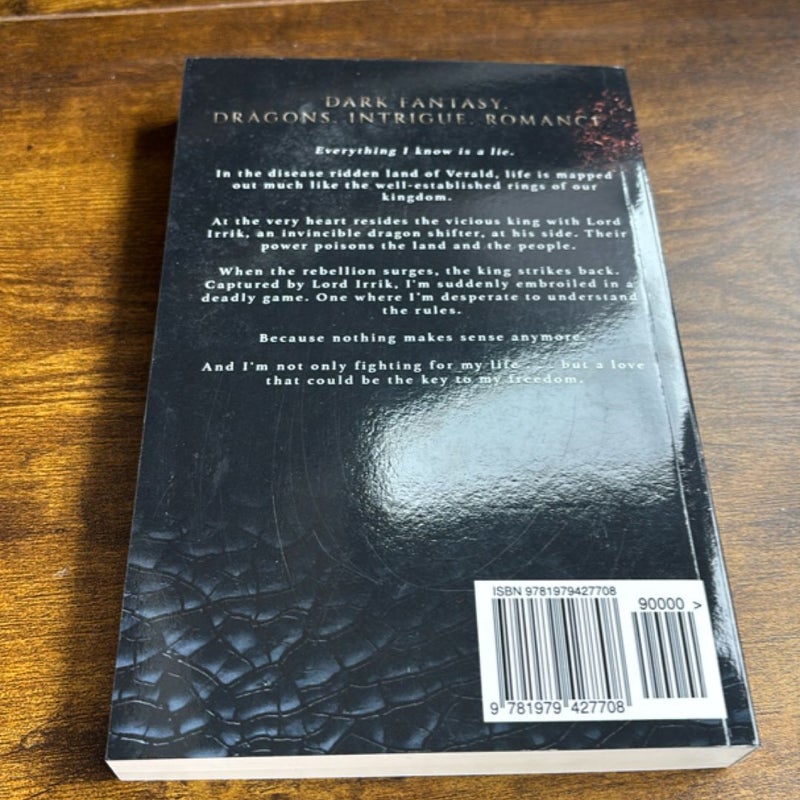 DARK FANTASY.
DRAGONS. INTRIGUE. ROMANCE.
Everything I know is a lie.
In the disease ridden land of Verald, life is mapped
out much like the well-established rings of our
kingdom.
At the very heart resides the vicious king with Lord
Irrik, an invincible dragon shifter, at his side. Their
power poisons the land and the people.
When the rebellion surges, the king strikes back.
Captured by Lord Irrik, I'm suddenly embroiled in a
deadly game. One where I'm desperate to understand
the rules.
Because nothing makes sense anymore.
And I'm not only fighting for my life . . . but a love
that could be the key to my freedom.
ISBN 9781979427708
90000 >
9 781979 427708